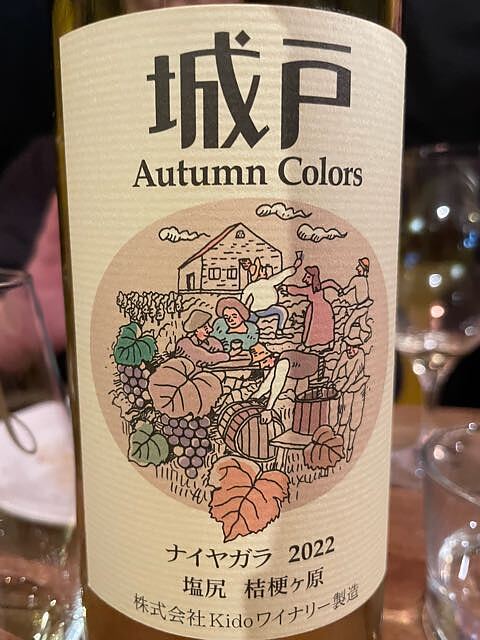 城戸
Autumn Colors
ナイヤガラ 2022
塩尻 桔梗ヶ原
株式会社Kidoワイナリー製造